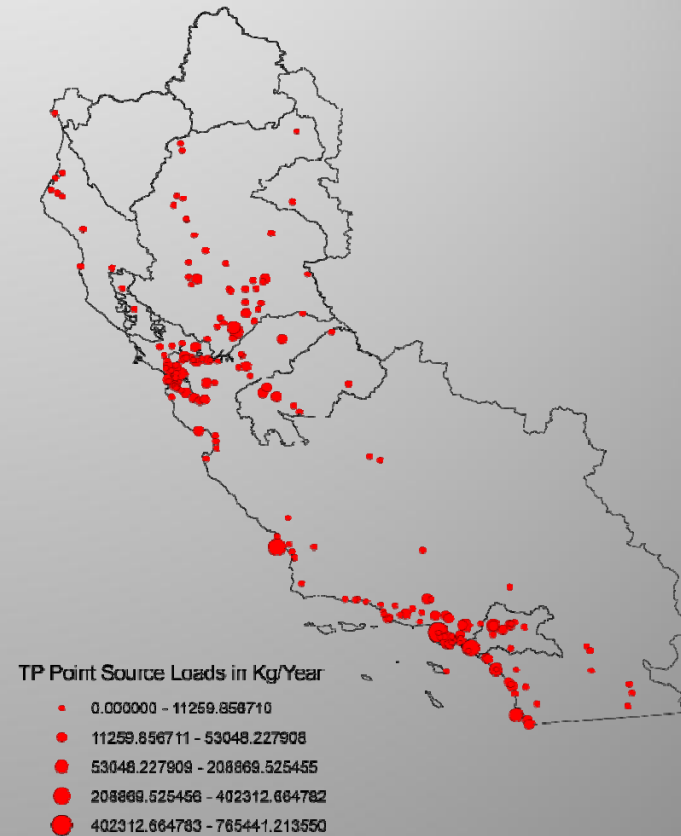 TP Point Source Loads in Kg/Year
0.000000 - 11259.856710
11259.856711 - 53048.227908
53048.227909 - 208869.525455
208869.525456 - 402312.664782
402312.664783 - 765441.213550